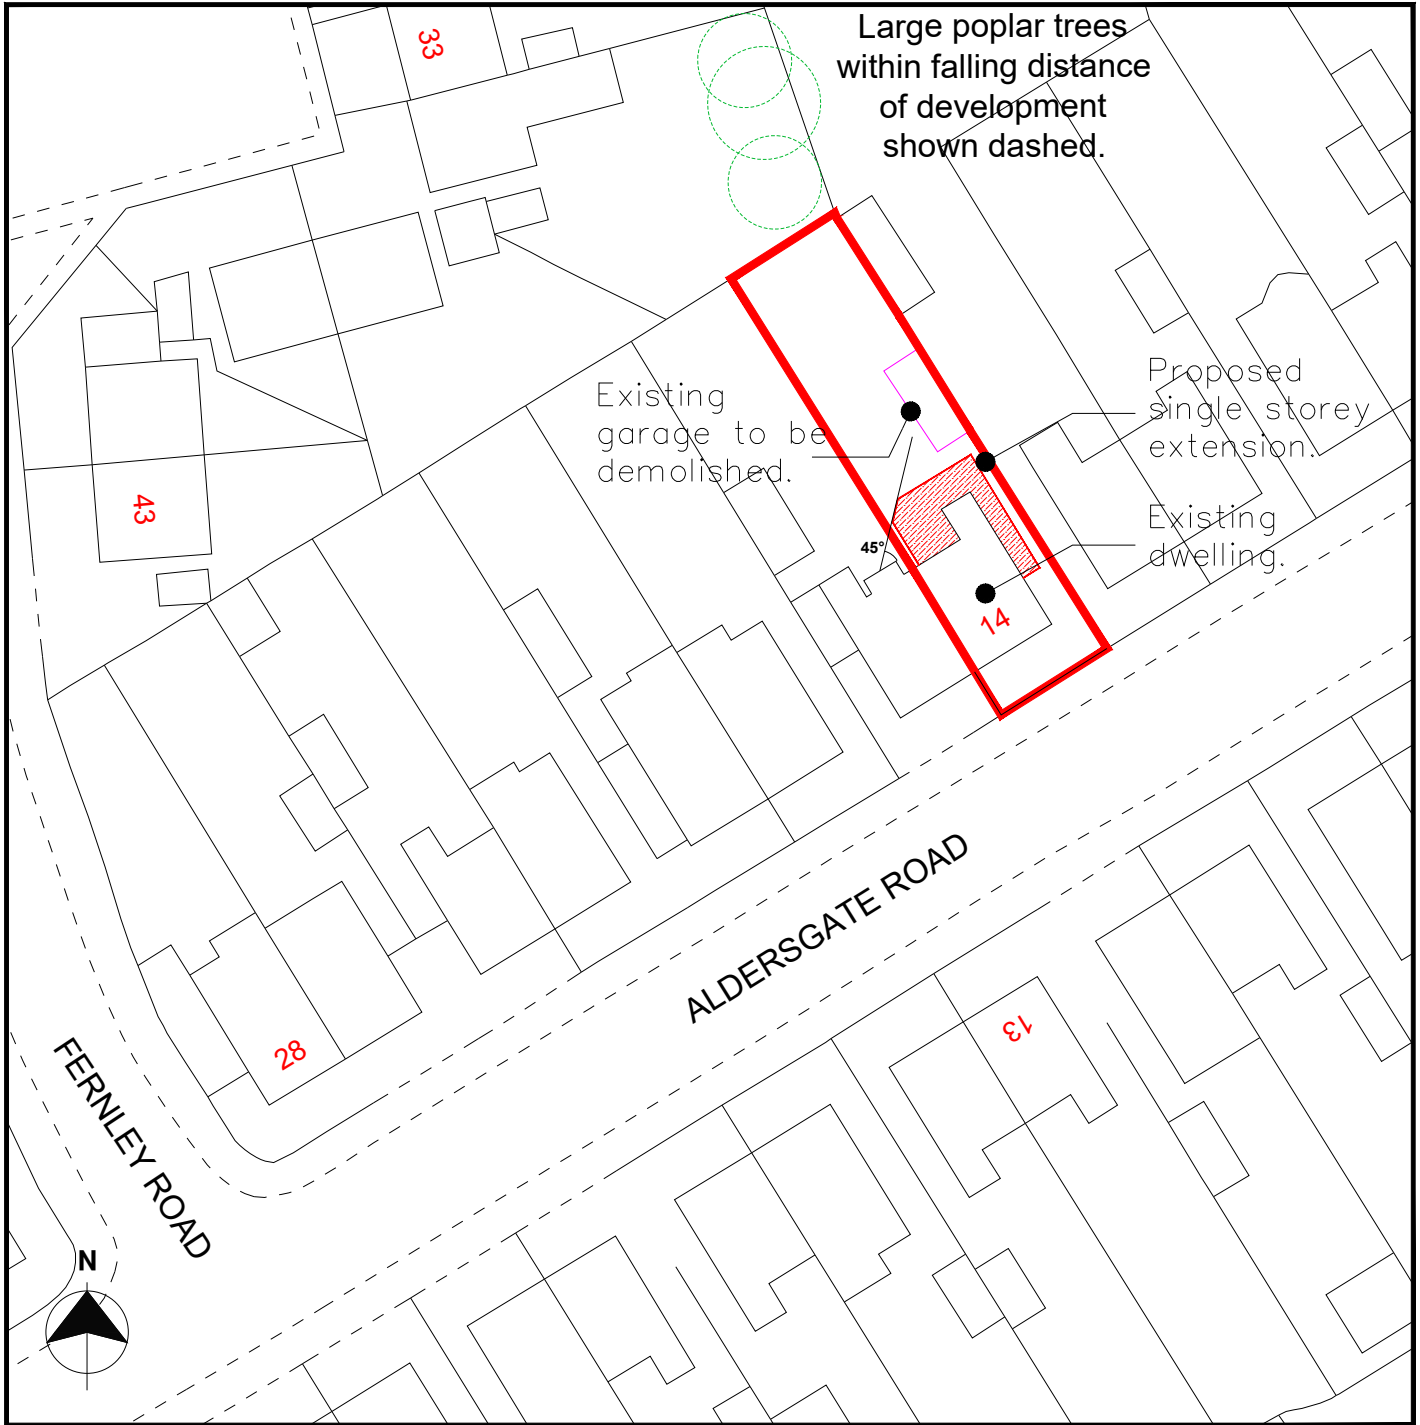 33
Large poplar trees
within falling distance
of development
shown dashed.
Existing
garage to be
demolished.
Proposed
single storey
extension.
43
Existing
dwelling.
45°
14
ALDERSGATE ROAD
28
13
FERNLEY ROAD
N